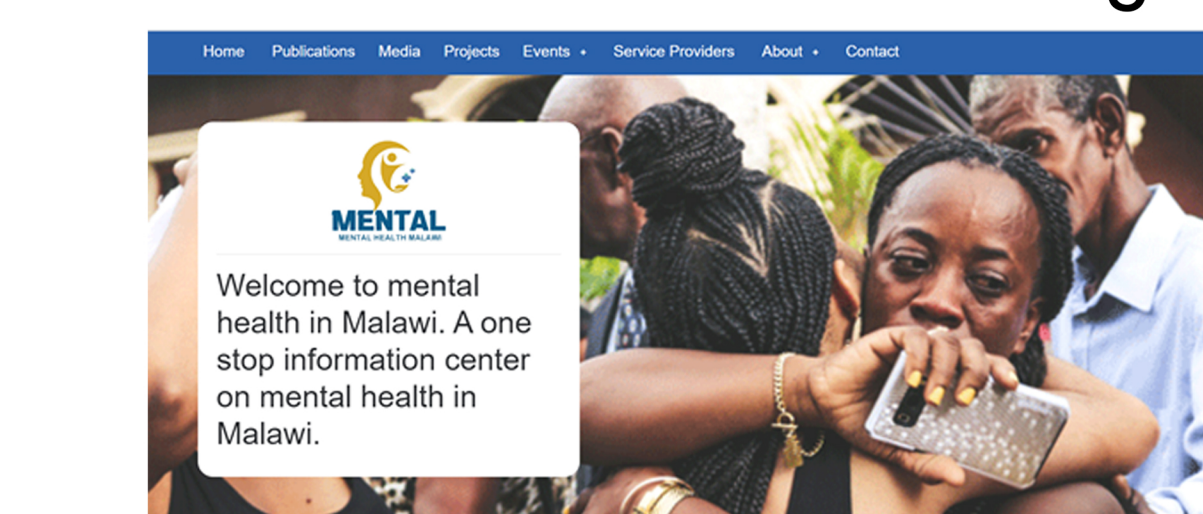 Home Publications Media Projects Events + Service Providers About + Contact
MENTAL
MENTAL HEALTH MALAWI
Welcome to mental
health in Malawi. A one
stop information center
on mental health in
Malawi.